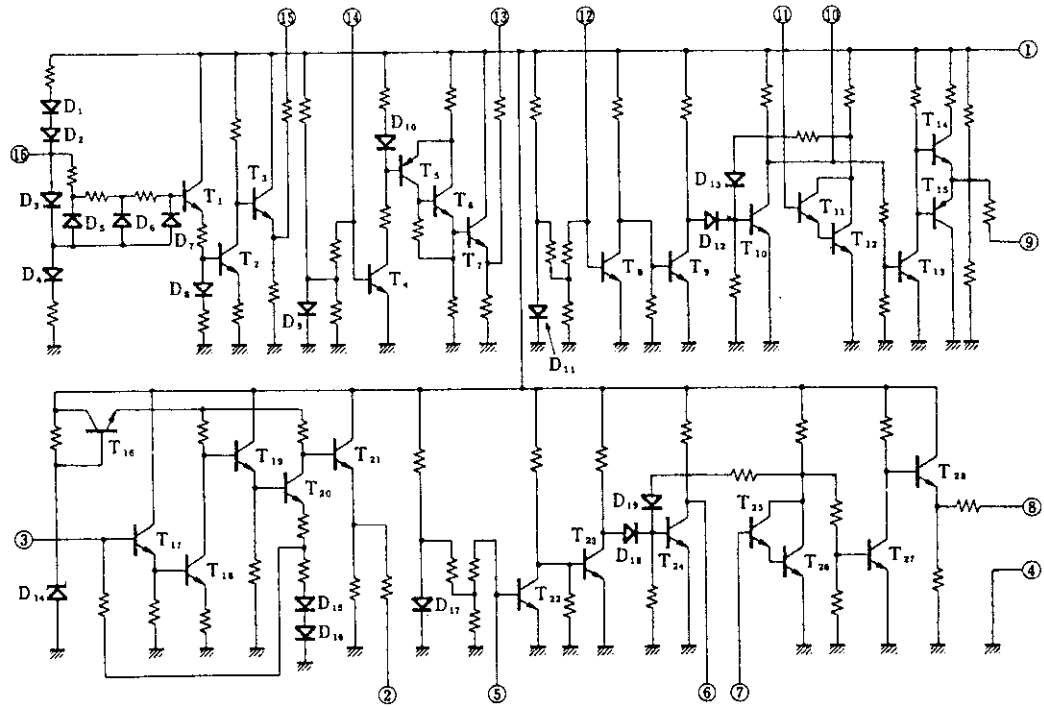 ⑮ ⑭ ⑬ ⑫ ⑪ ⑩
①
D₁
D₂
⑯
D₃ D₅ D₆ D₇ T₁ T₃
D₄ D₈ T₂
D₉ T₄ D₁₀ T₅ T₆ T₇
D₁₁ T₈ T₉ D₁₂ D₁₃ T₁₀ T₁₁ T₁₂ T₁₃ T₁₄ T₁₅
⑨
T₁₆ T₁₉ T₂₀ T₂₁
③ T₁₇ T₁₈
D₁₄ D₁₅ D₁₆
D₁₇ T₂₂ T₂₃ D₁₈ D₁₉ T₂₄ T₂₅ T₂₆ T₂₇ T₂₈
⑧
④
② ⑤ ⑥ ⑦